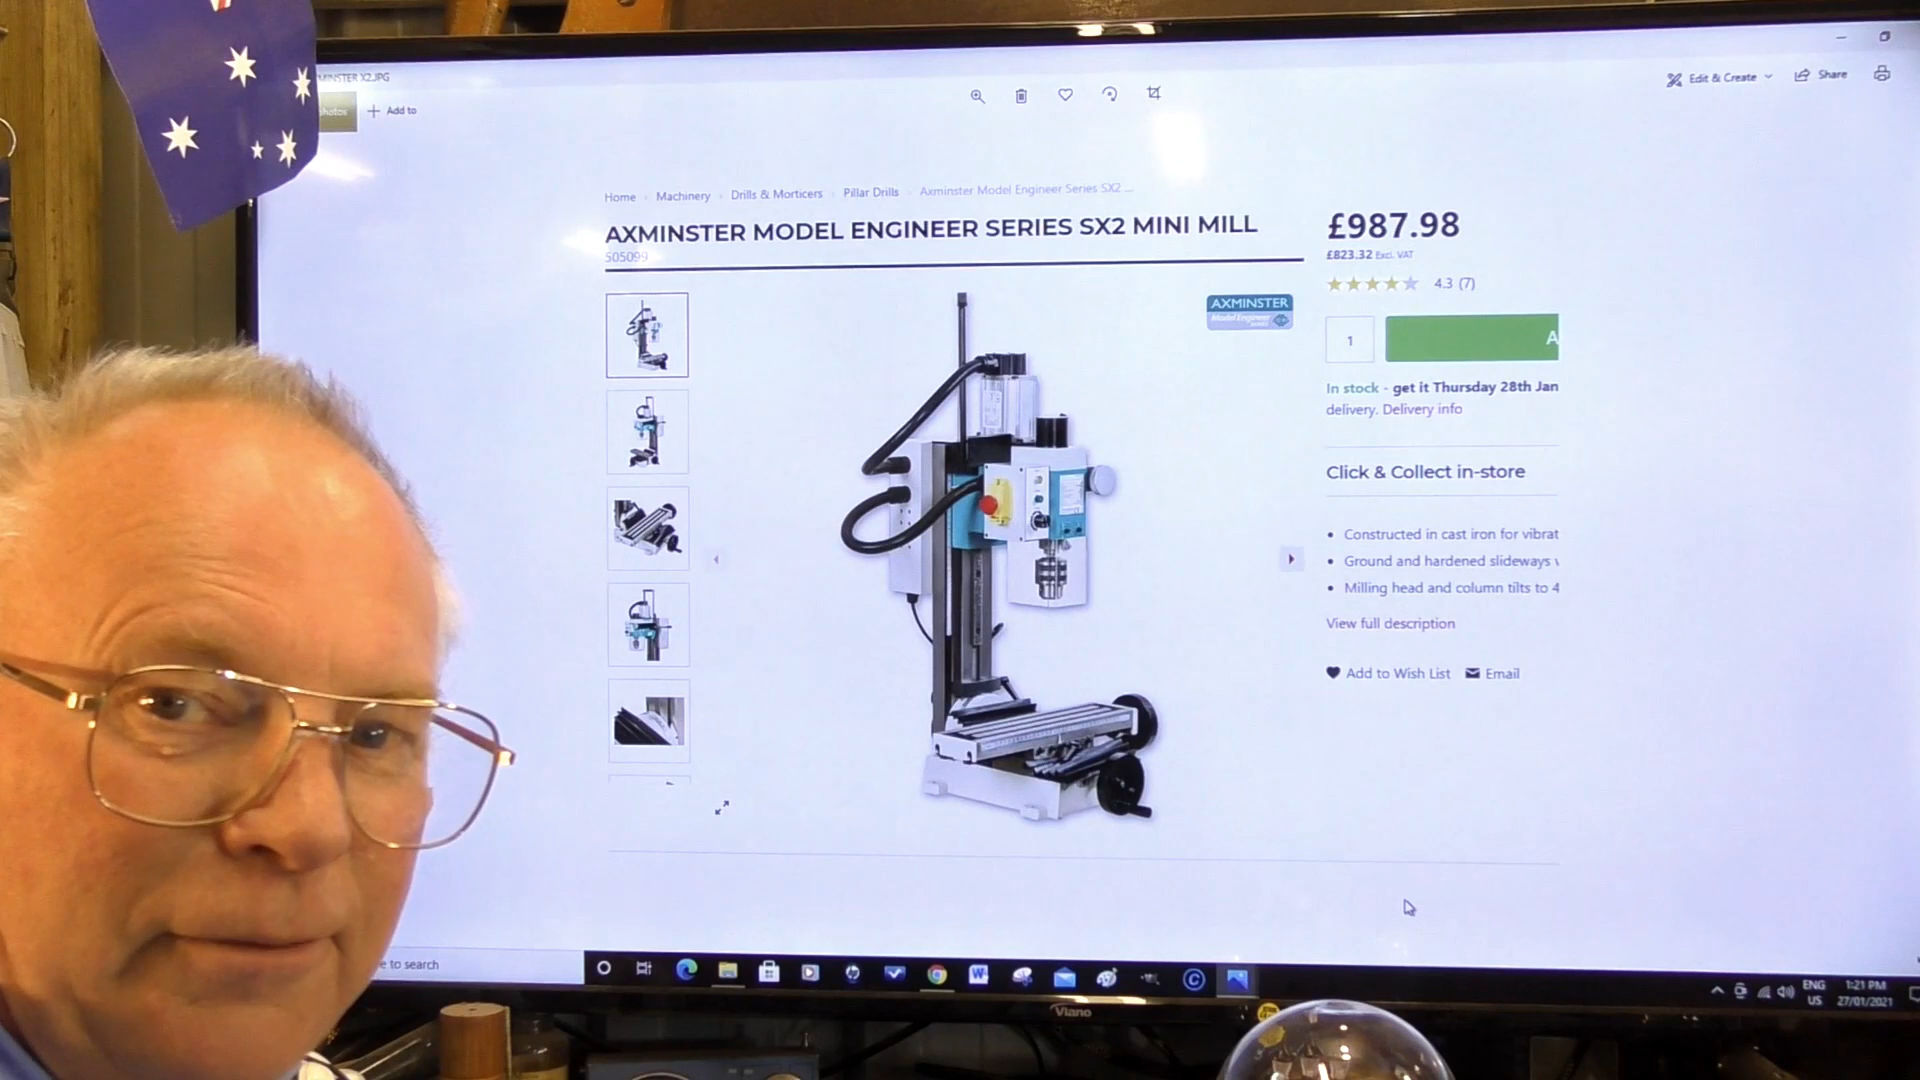 MINSTER X2.JPG
Edit & Create
Share
Add to
Home
Machinery
Drills & Morticers
Pillar Drills
Axminster Model Engineer Series SX2 ...
AXMINSTER MODEL ENGINEER SERIES SX2 MINI MILL
505099
£987.98
£823.32 Excl. VAT
4.3 (7)
AXMINSTER
Model Engineer
SERIES
1
A
In stock - get it Thursday 28th Jan
delivery. Delivery info
Click & Collect in-store
• Constructed in cast iron for vibrat
• Ground and hardened slideways
• Milling head and column tilts to 4
View full description
Add to Wish List
Email
e to search
ENG
US
1:21 PM
27/01/2021
Viano